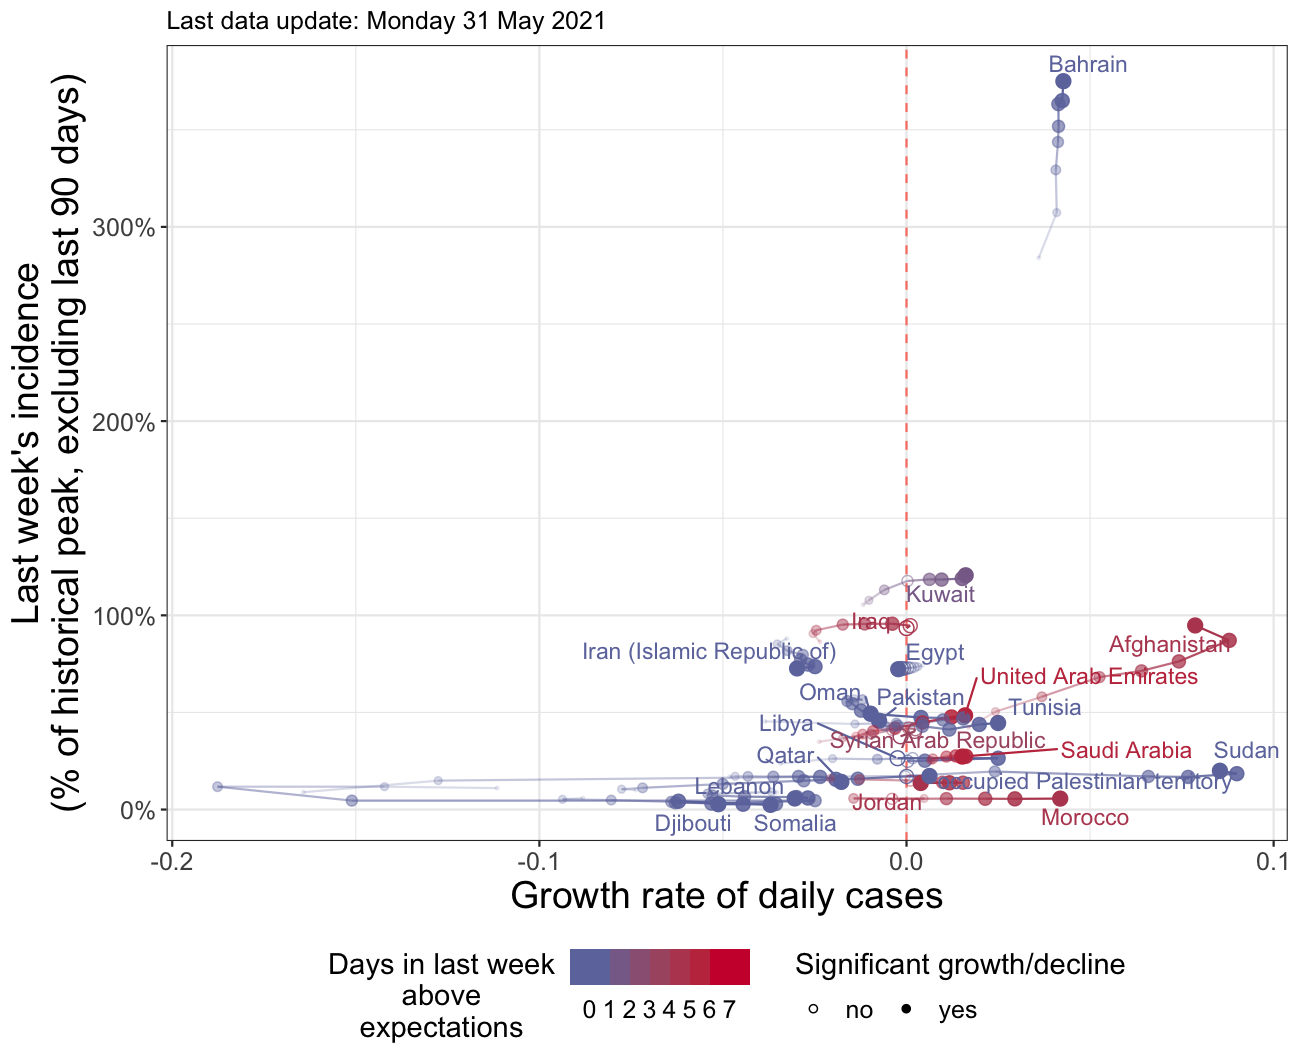 Last data update: Monday 31 May 2021
Last week's incidence
(% of historical peak, excluding last 90 days)
300%
200%
100%
0%
Bahrain
Kuwait
Iraq
Afghanistan
Iran (Islamic Republic of)
Egypt
United Arab Emirates
Oman
Pakistan
Tunisia
Libya
Syrian Arab Republic
Saudi Arabia
Sudan
Qatar
Lebanon
occupied Palestinian territory
Jordan
Djibouti
Somalia
Morocco
-0.2
-0.1
0.0
0.1
Growth rate of daily cases
Days in last week
above
expectations
0 1 2 3 4 5 6 7
Significant growth/decline
no
yes